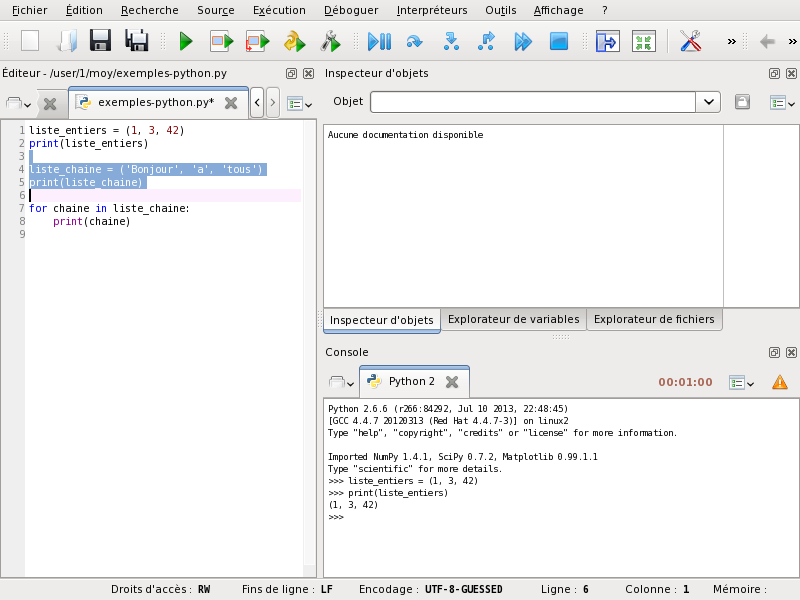 Fichier Édition Recherche Source Exécution Déboguer Interpréteurs Outils Affichage ?
Éditeur - /user/1/moy/exemples-python.py
exemples-python.py*
1 liste_entiers = (1, 3, 42)
2 print(liste_entiers)
3
4 liste_chaine = ('Bonjour', 'a', 'tous')
5 print(liste_chaine)
6
7 for chaine in liste_chaine:
8     print(chaine)
9
Inspecteur d'objets
Objet
Aucune documentation disponible
Inspecteur d'objets Explorateur de variables Explorateur de fichiers
Console
Python 2
00:01:00
Python 2.6.6 (r266:84292, Jul 10 2013, 22:48:45)
[GCC 4.4.7 20120313 (Red Hat 4.4.7-3)] on linux2
Type "help", "copyright", "credits" or "license" for more information.
Imported NumPy 1.4.1, SciPy 0.7.2, Matplotlib 0.99.1.1
Type "scientific" for more details.
>>> liste_entiers = (1, 3, 42)
>>> print(liste_entiers)
(1, 3, 42)
>>>
Droits d'accès : RW Fins de ligne : LF Encodage : UTF-8-GUESSED Ligne : 6 Colonne : 1 Mémoire :